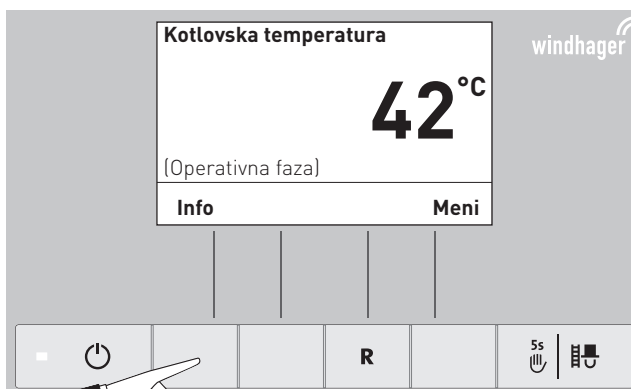 Kotlovska temperatura
windhager
42°C
(Operativna faza)
Info Meni
R
5s